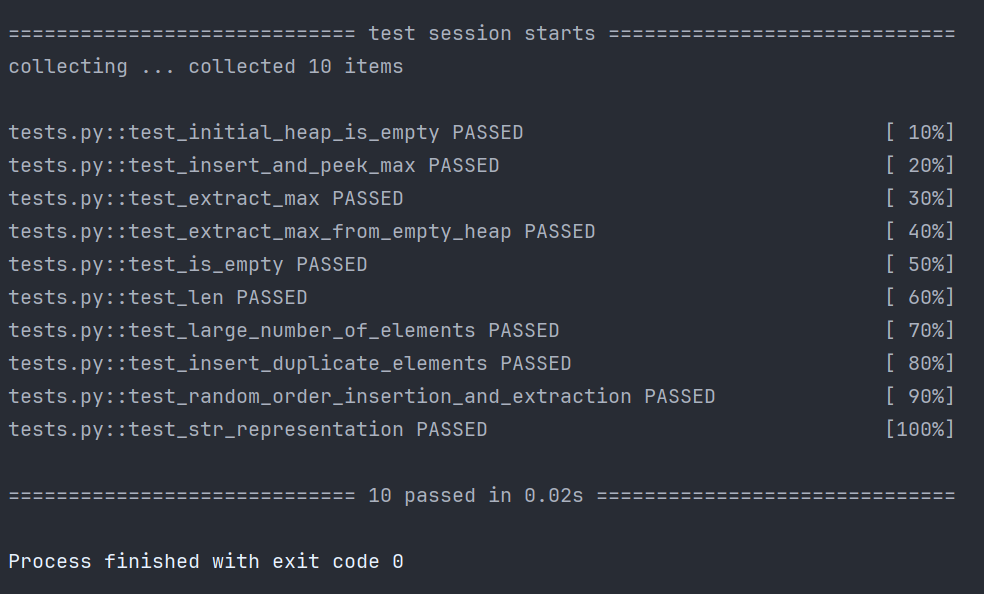 ============================= test session starts =============================
collecting ... collected 10 items
tests.py::test_initial_heap_is_empty PASSED [ 10%]
tests.py::test_insert_and_peek_max PASSED [ 20%]
tests.py::test_extract_max PASSED [ 30%]
tests.py::test_extract_max_from_empty_heap PASSED [ 40%]
tests.py::test_is_empty PASSED [ 50%]
tests.py::test_len PASSED [ 60%]
tests.py::test_large_number_of_elements PASSED [ 70%]
tests.py::test_insert_duplicate_elements PASSED [ 80%]
tests.py::test_random_order_insertion_and_extraction PASSED [ 90%]
tests.py::test_str_representation PASSED [100%]
============================= 10 passed in 0.02s ==============================
Process finished with exit code 0